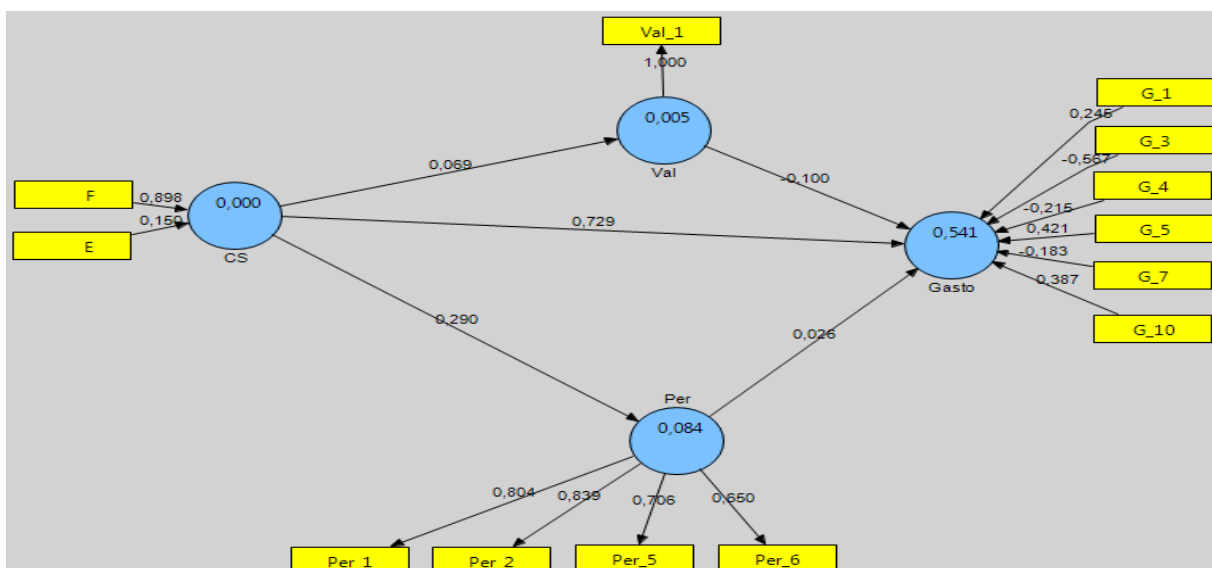 Val_1
1,000
0,005
Val
G_1
0,245
G_3
-0,567
G_4
-0,215
G_5
0,421
G_7
-0,183
G_10
0,387
F
0,898
E
0,000
CS
0,069
-0,100
0,729
0,541
Gasto
0,290
0,026
Per
0,084
0,804
0,839
0,706
0,650
Per_1
Per_2
Per_5
Per_6